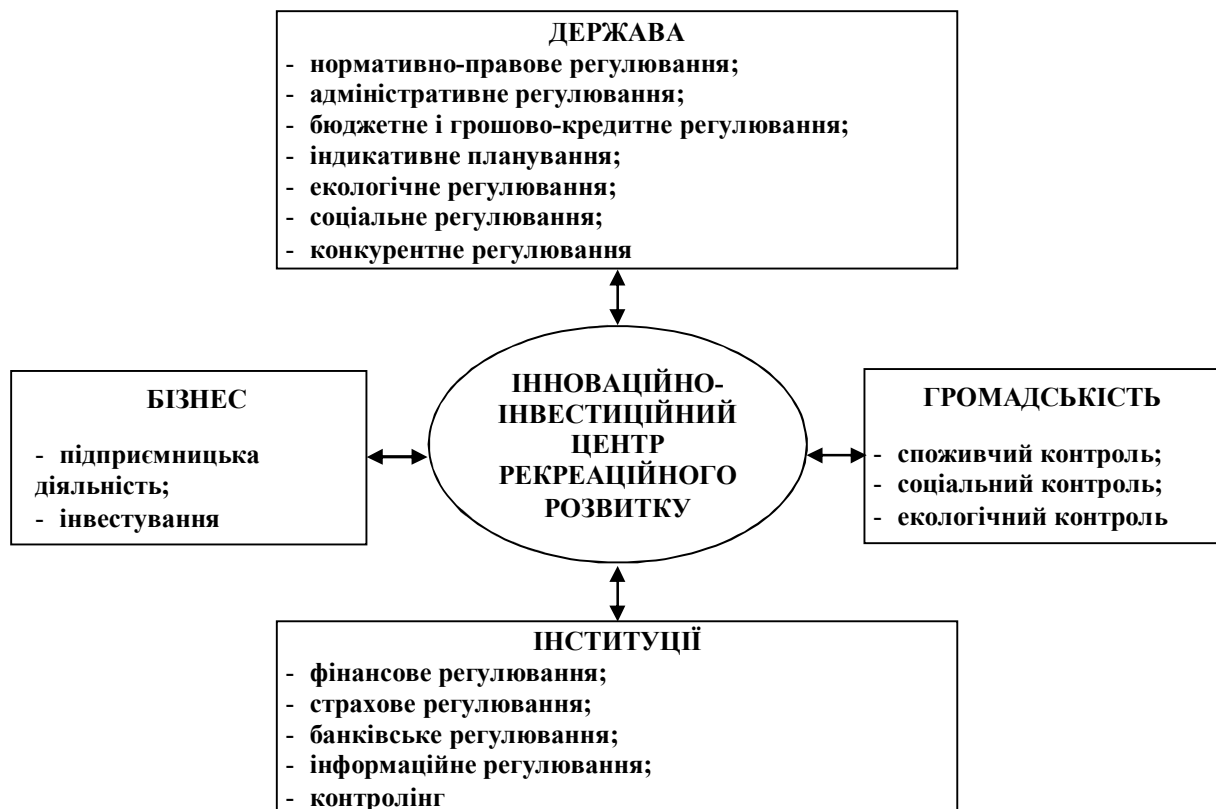 ДЕРЖАВА
- нормативно-правове регулювання;
- адміністративне регулювання;
- бюджетне і грошово-кредитне регулювання;
- індикативне планування;
- екологічне регулювання;
- соціальне регулювання;
- конкурентне регулювання
БІЗНЕС
- підприємницька
діяльність;
- інвестування
ІННОВАЦІЙНО-
ІНВЕСТИЦІЙНИЙ
ЦЕНТР
РЕКРЕАЦІЙНОГО
РОЗВИТКУ
ГРОМАДСЬКІСТЬ
- споживчий контроль;
- соціальний контроль;
- екологічний контроль
ІНСТИТУЦІЇ
- фінансове регулювання;
- страхове регулювання;
- банківське регулювання;
- інформаційне регулювання;
- контролінг